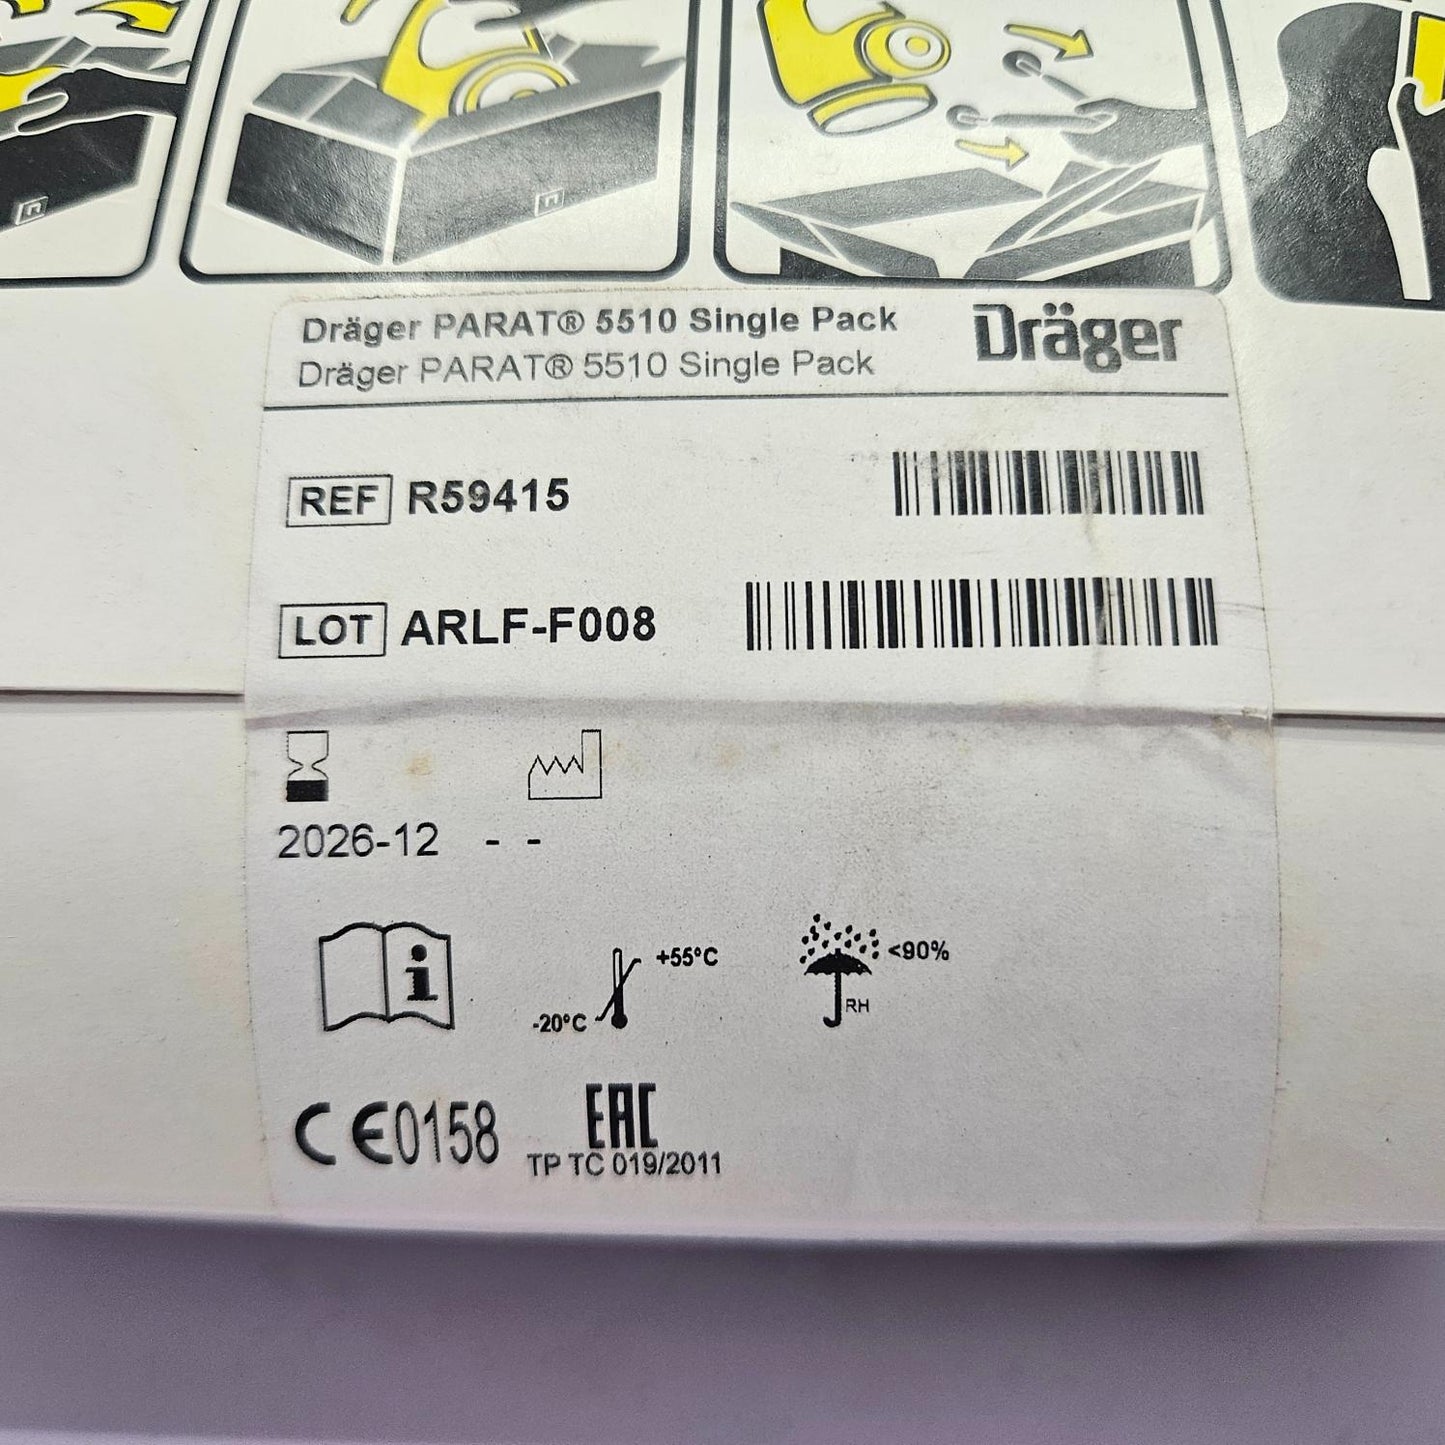 Dräger PARAT® 5510 Single Pack
Dräger PARAT® 5510 Single Pack
Dräger
REF R59415
LOT ARLF-F008
2026-12 - -
i
+55°C
-20°C
<90%
RH
CE0158
EAC
TP TC 019/2011